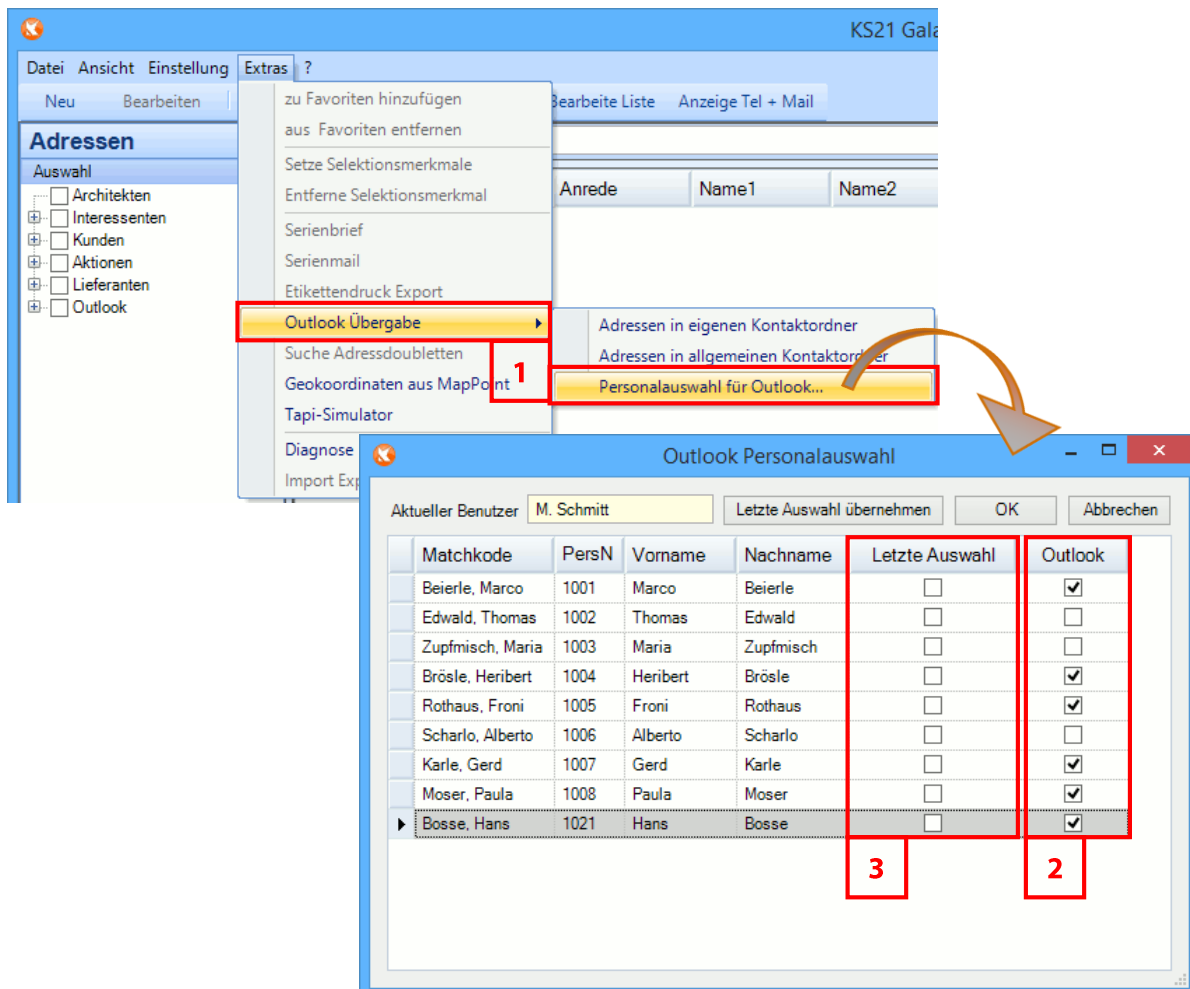 KS21 Gala
Datei Ansicht Einstellung Extras ?
Neu Bearbeiten Bearbeite Liste Anzeige Tel + Mail
Adressen
Auswahl
Architekten
Interessenten
Kunden
Aktionen
Lieferanten
Outlook
Anrede Name1 Name2
zu Favoriten hinzufügen
aus Favoriten entfernen
Setze Selektionsmerkmale
Entferne Selektionsmerkmal
Serienbrief
Serienmail
Etikettendruck Export
Outlook Übergabe
Suche Adressdoubletten
Geokoordinaten aus MapPoint
Tapi-Simulator
Diagnose
Import Exp
1
Adressen in eigenen Kontaktordner
Adressen in allgemeinen Kontaktordner
Personalauswahl für Outlook...
Outlook Personalauswahl
Aktueller Benutzer M. Schmitt Letzte Auswahl übernehmen OK Abbrechen
Matchkode PersN Vorname Nachname Letzte Auswahl Outlook
Beierle, Marco 1001 Marco Beierle
Edwald, Thomas 1002 Thomas Edwald
Zupfmisch, Maria 1003 Maria Zupfmisch
Brösle, Heribert 1004 Heribert Brösle
Rothaus, Froni 1005 Froni Rothaus
Scharlo, Alberto 1006 Alberto Scharlo
Karle, Gerd 1007 Gerd Karle
Moser, Paula 1008 Paula Moser
Bosse, Hans 1021 Hans Bosse
3 2